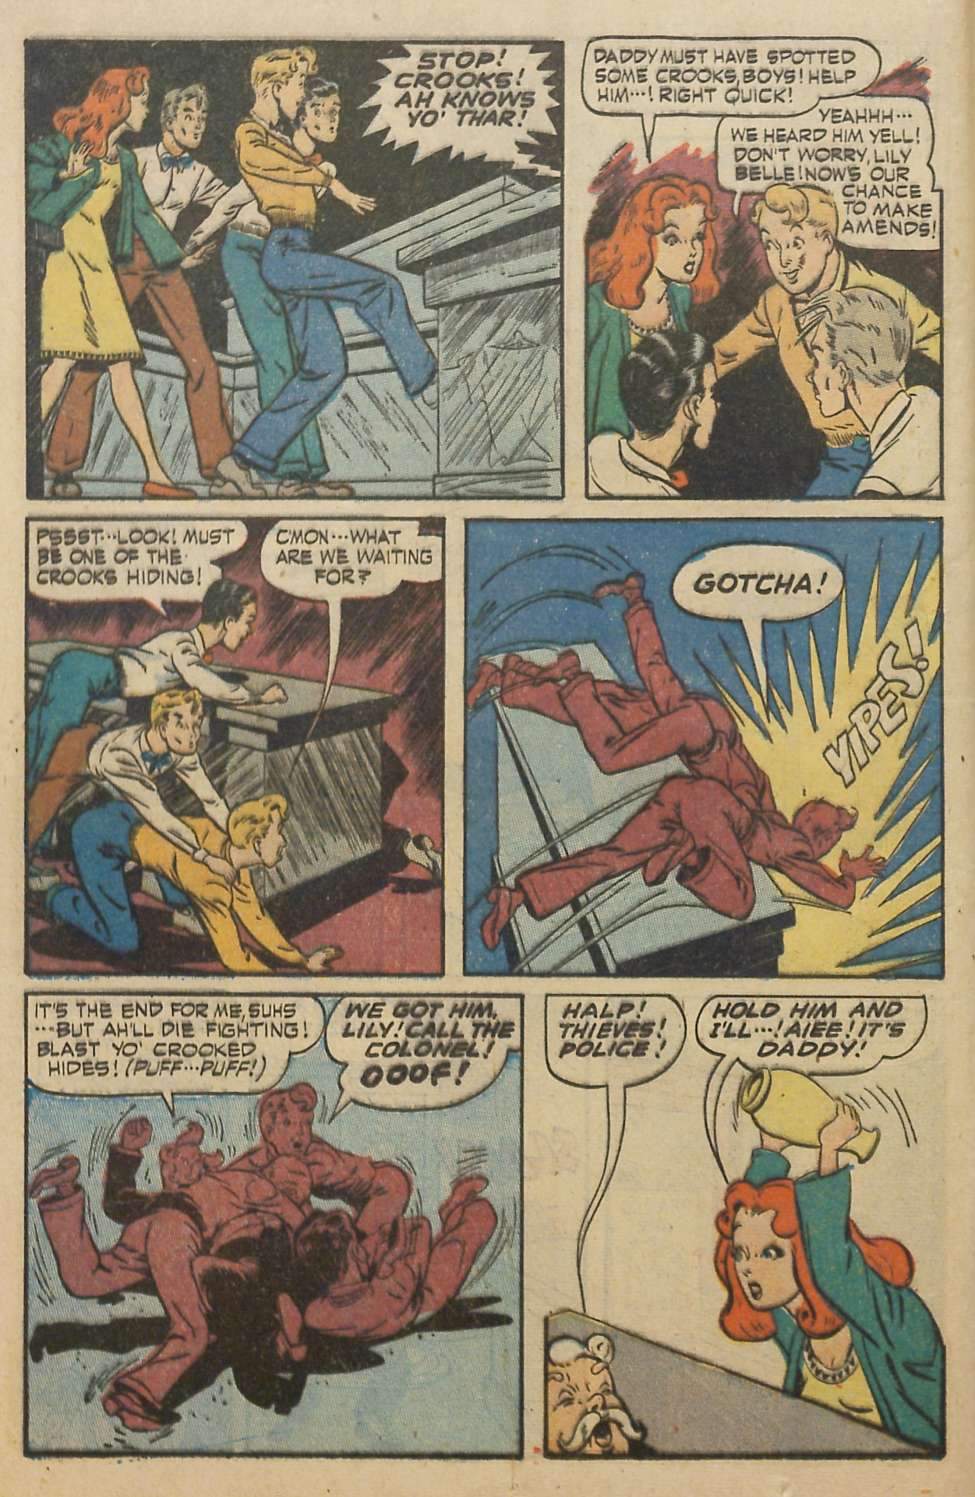 STOP!
CROOKS!
AH KNOWS
YO' THAR!
DADDY MUST HAVE SPOTTED
SOME CROOKS, BOYS! HELP
HIM---! RIGHT QUICK!
YEAHHH---
WE HEARD HIM YELL!
DON'T WORRY, LILY
BELLE! NOW'S OUR
CHANCE
TO MAKE
AMENDS!
PSSST---LOOK! MUST
BE ONE OF THE
CROOKS HIDING!
C'MON---WHAT
ARE WE WAITING
FOR?
GOTCHA!
YIPES!
IT'S THE END FOR ME, SUHS
---BUT AH'LL DIE FIGHTING!
BLAST YO' CROOKED
HIDES! (PUFF---PUFF!)
WE GOT HIM,
LILY! CALL THE
COLONEL!
OOOF!
HALP!
THIEVES!
POLICE!
HOLD HIM AND
I'LL---! AIEE! IT'S
DADDY!